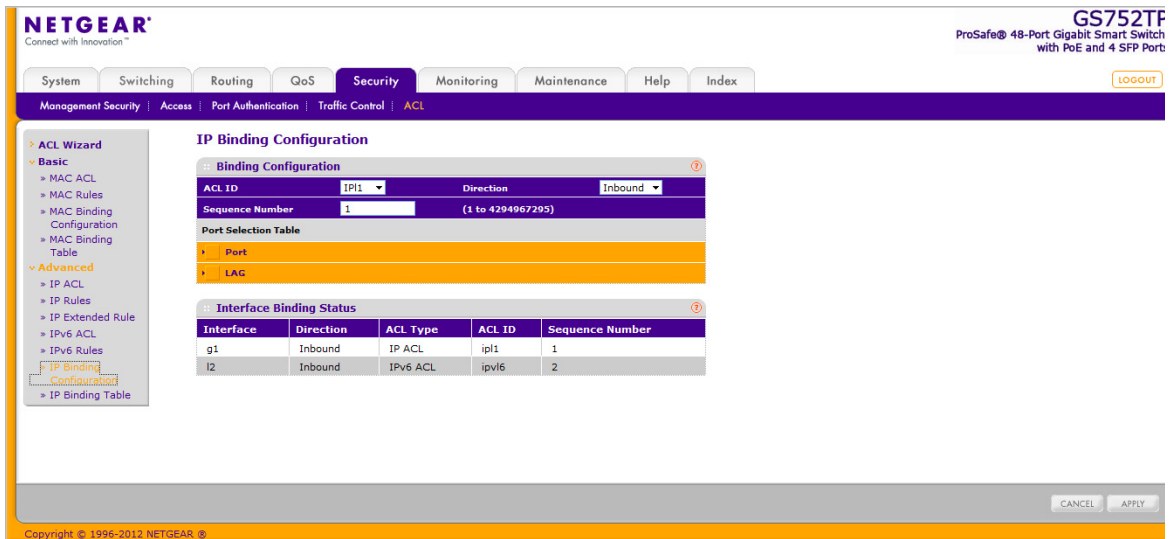 NETGEAR®
Connect with Innovation™
GS752TP
ProSafe® 48-Port Gigabit Smart Switch
with PoE and 4 SFP Ports
System Switching Routing QoS Security Monitoring Maintenance Help Index
LOGOUT
Management Security | Access | Port Authentication | Traffic Control | ACL
ACL Wizard
Basic
» MAC ACL
» MAC Rules
» MAC Binding
Configuration
» MAC Binding
Table
Advanced
» IP ACL
» IP Rules
» IP Extended Rule
» IPv6 ACL
» IPv6 Rules
» IP Binding
Configuration
» IP Binding Table
IP Binding Configuration
Binding Configuration ?
ACL ID IPl1 Direction Inbound
Sequence Number 1 (1 to 4294967295)
Port Selection Table
Port
LAG
Interface Binding Status ?
Interface Direction ACL Type ACL ID Sequence Number
g1 Inbound IP ACL ipl1 1
l2 Inbound IPv6 ACL ipvl6 2
CANCEL APPLY
Copyright © 1996-2012 NETGEAR ®